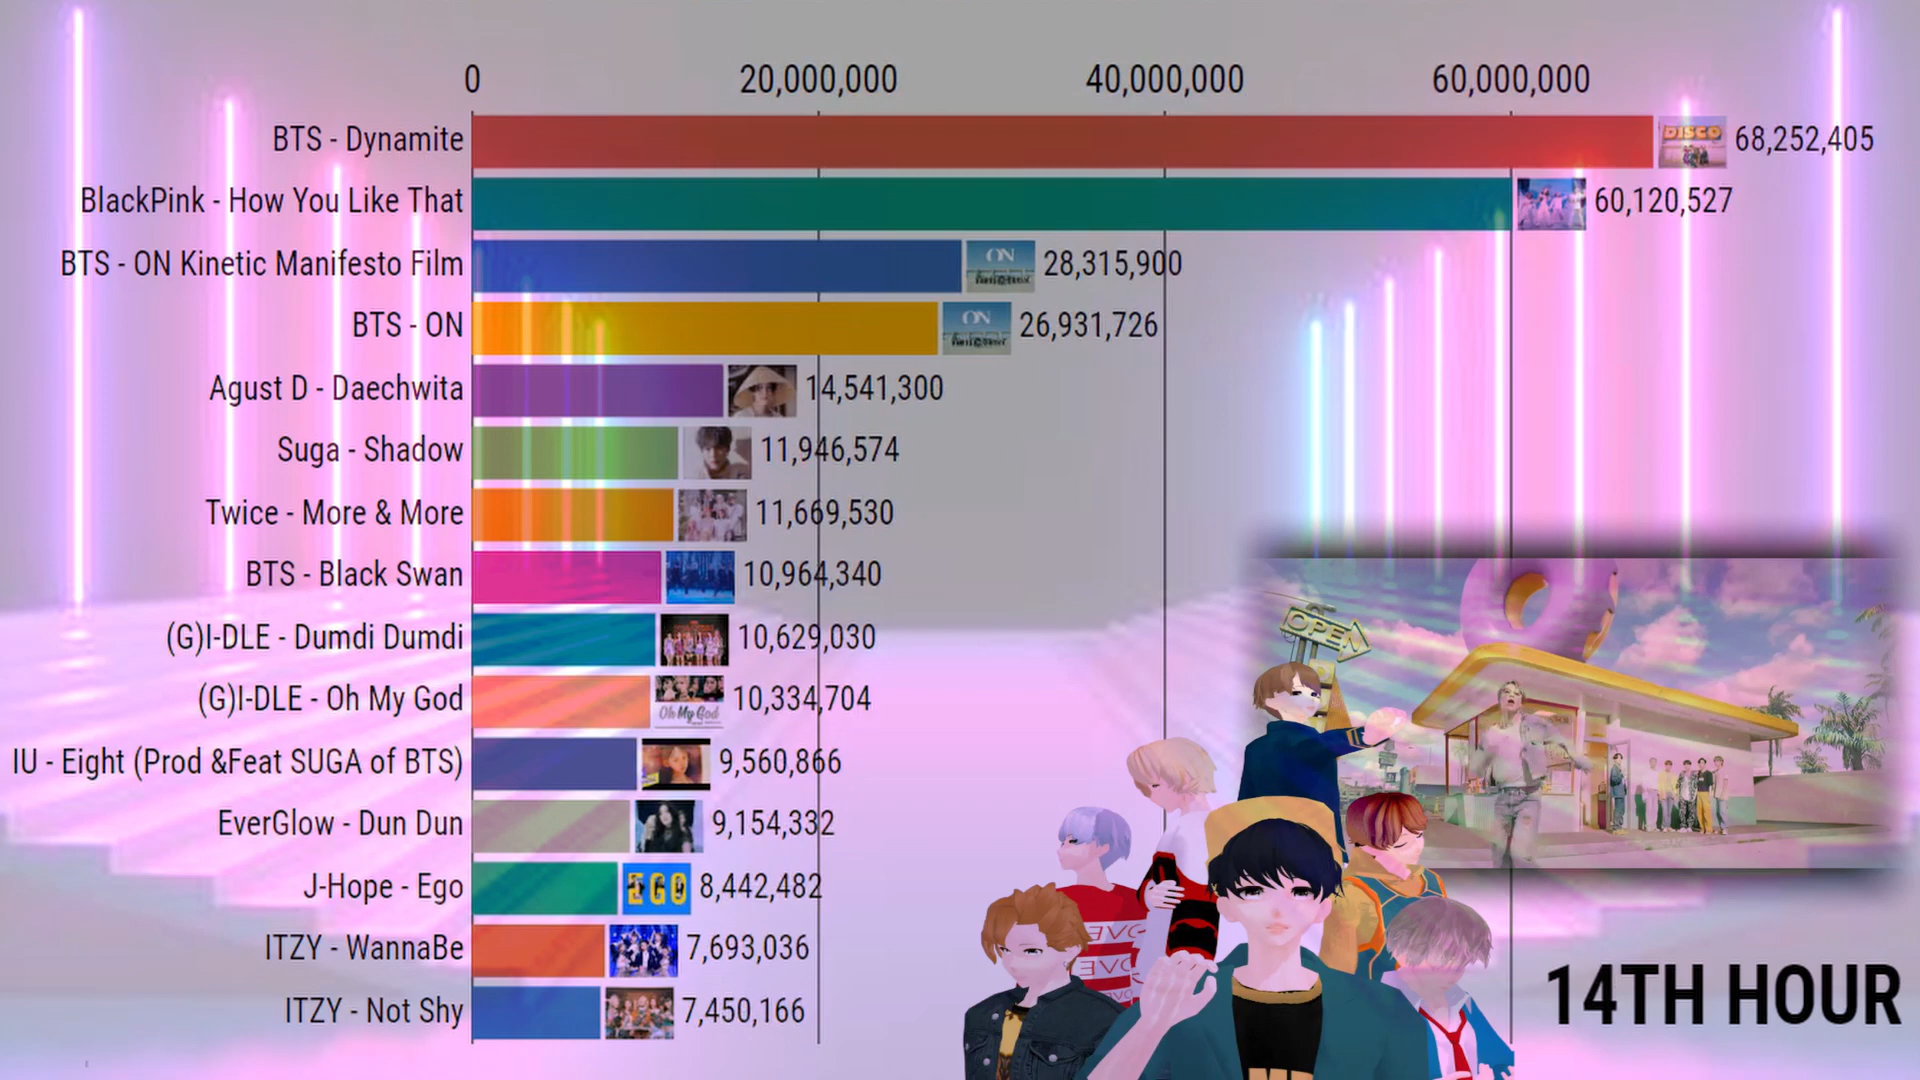 0 20,000,000 40,000,000 60,000,000
BTS - Dynamite DISCO 68,252,405
BlackPink - How You Like That 60,120,527
BTS - ON Kinetic Manifesto Film ON 28,315,900
BTS - ON ON 26,931,726
Agust D - Daechwita 14,541,300
Suga - Shadow 11,946,574
Twice - More & More 11,669,530
BTS - Black Swan 10,964,340
(G)I-DLE - Dumdi Dumdi 10,629,030
(G)I-DLE - Oh My God Oh My God 10,334,704
IU - Eight (Prod &Feat SUGA of BTS) 9,560,866
EverGlow - Dun Dun 9,154,332
J-Hope - Ego EGO 8,442,482
ITZY - WannaBe 7,693,036
ITZY - Not Shy 7,450,166
OPEN
14TH HOUR